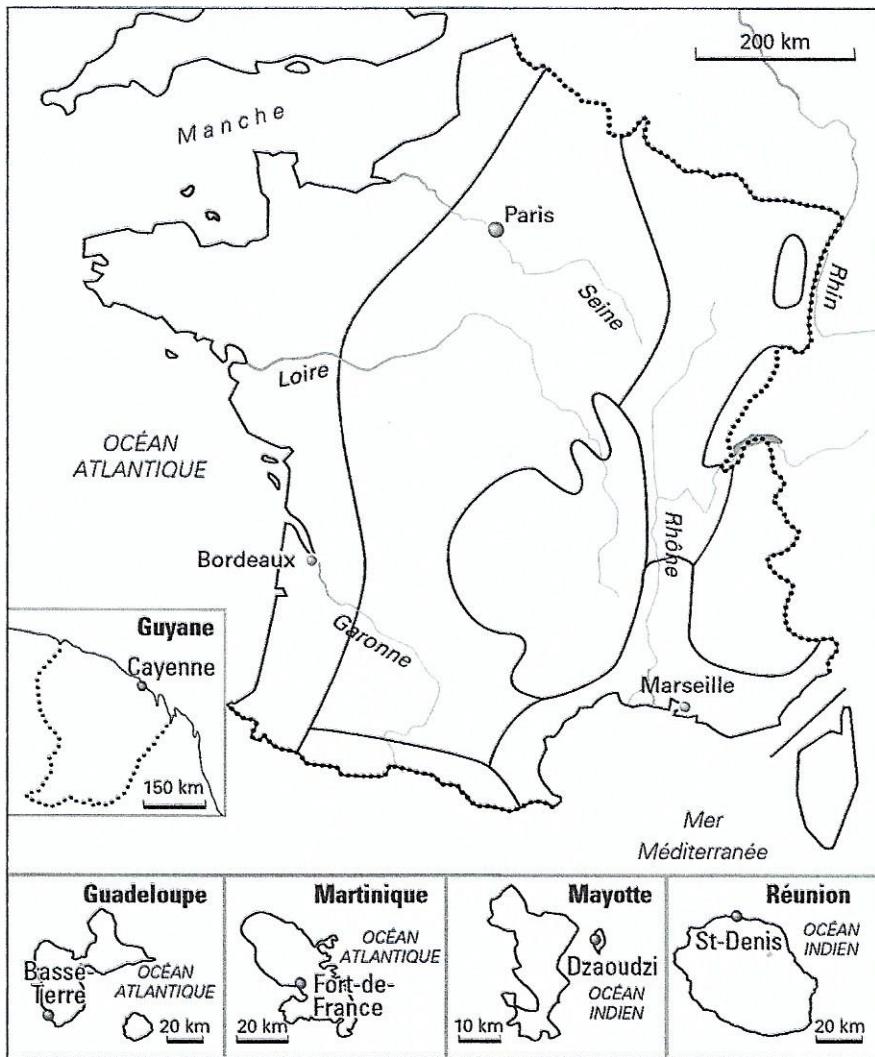 200 km
Manche
Paris
Seine
Rhin
Loire
OCÉAN
ATLANTIQUE
Rhône
Bordeaux
Garonne
Marseille
Guyane
Cayenne
150 km
Mer
Méditerranée
Guadeloupe
Basse
Tierre
OCÉAN
ATLANTIQUE
20 km
Martinique
OCÉAN
ATLANTIQUE
Fort-de-
France
20 km
Mayotte
Dzaoudzi
OCÉAN
INDIEN
10 km
Réunion
OCÉAN
INDIEN
St-Denis
20 km